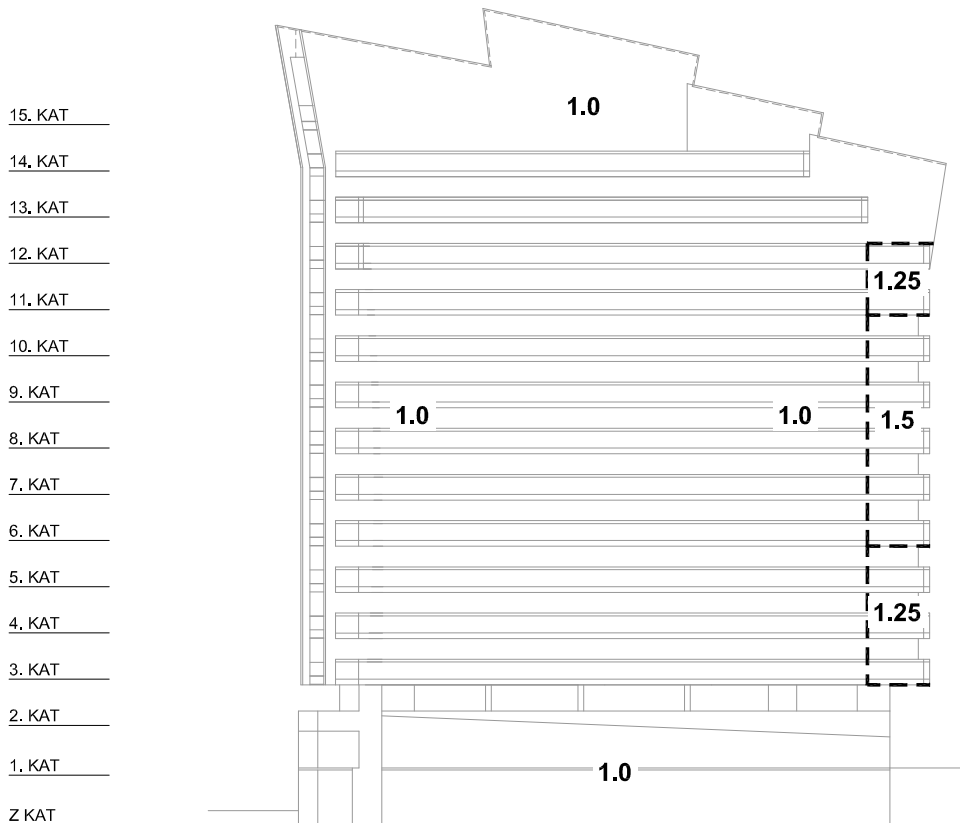 15. KAT
14. KAT
13. KAT
12. KAT
11. KAT
10. KAT
9. KAT
8. KAT
7. KAT
6. KAT
5. KAT
4. KAT
3. KAT
2. KAT
1. KAT
Z KAT
1.0
1.25
1.0
1.0
1.5
1.25
1.0